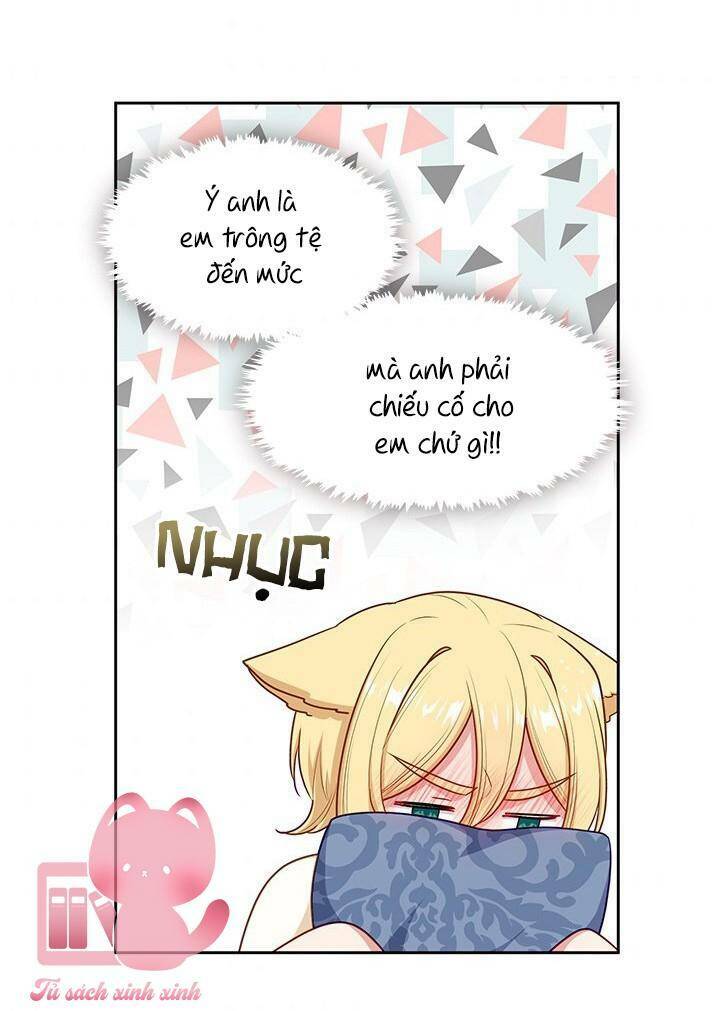 Ý anh là
em trông tệ
đến mức
mà anh phải
chiếu cố cho
em chứ gì!!
NHỤC
Tủ sách xinh xinh